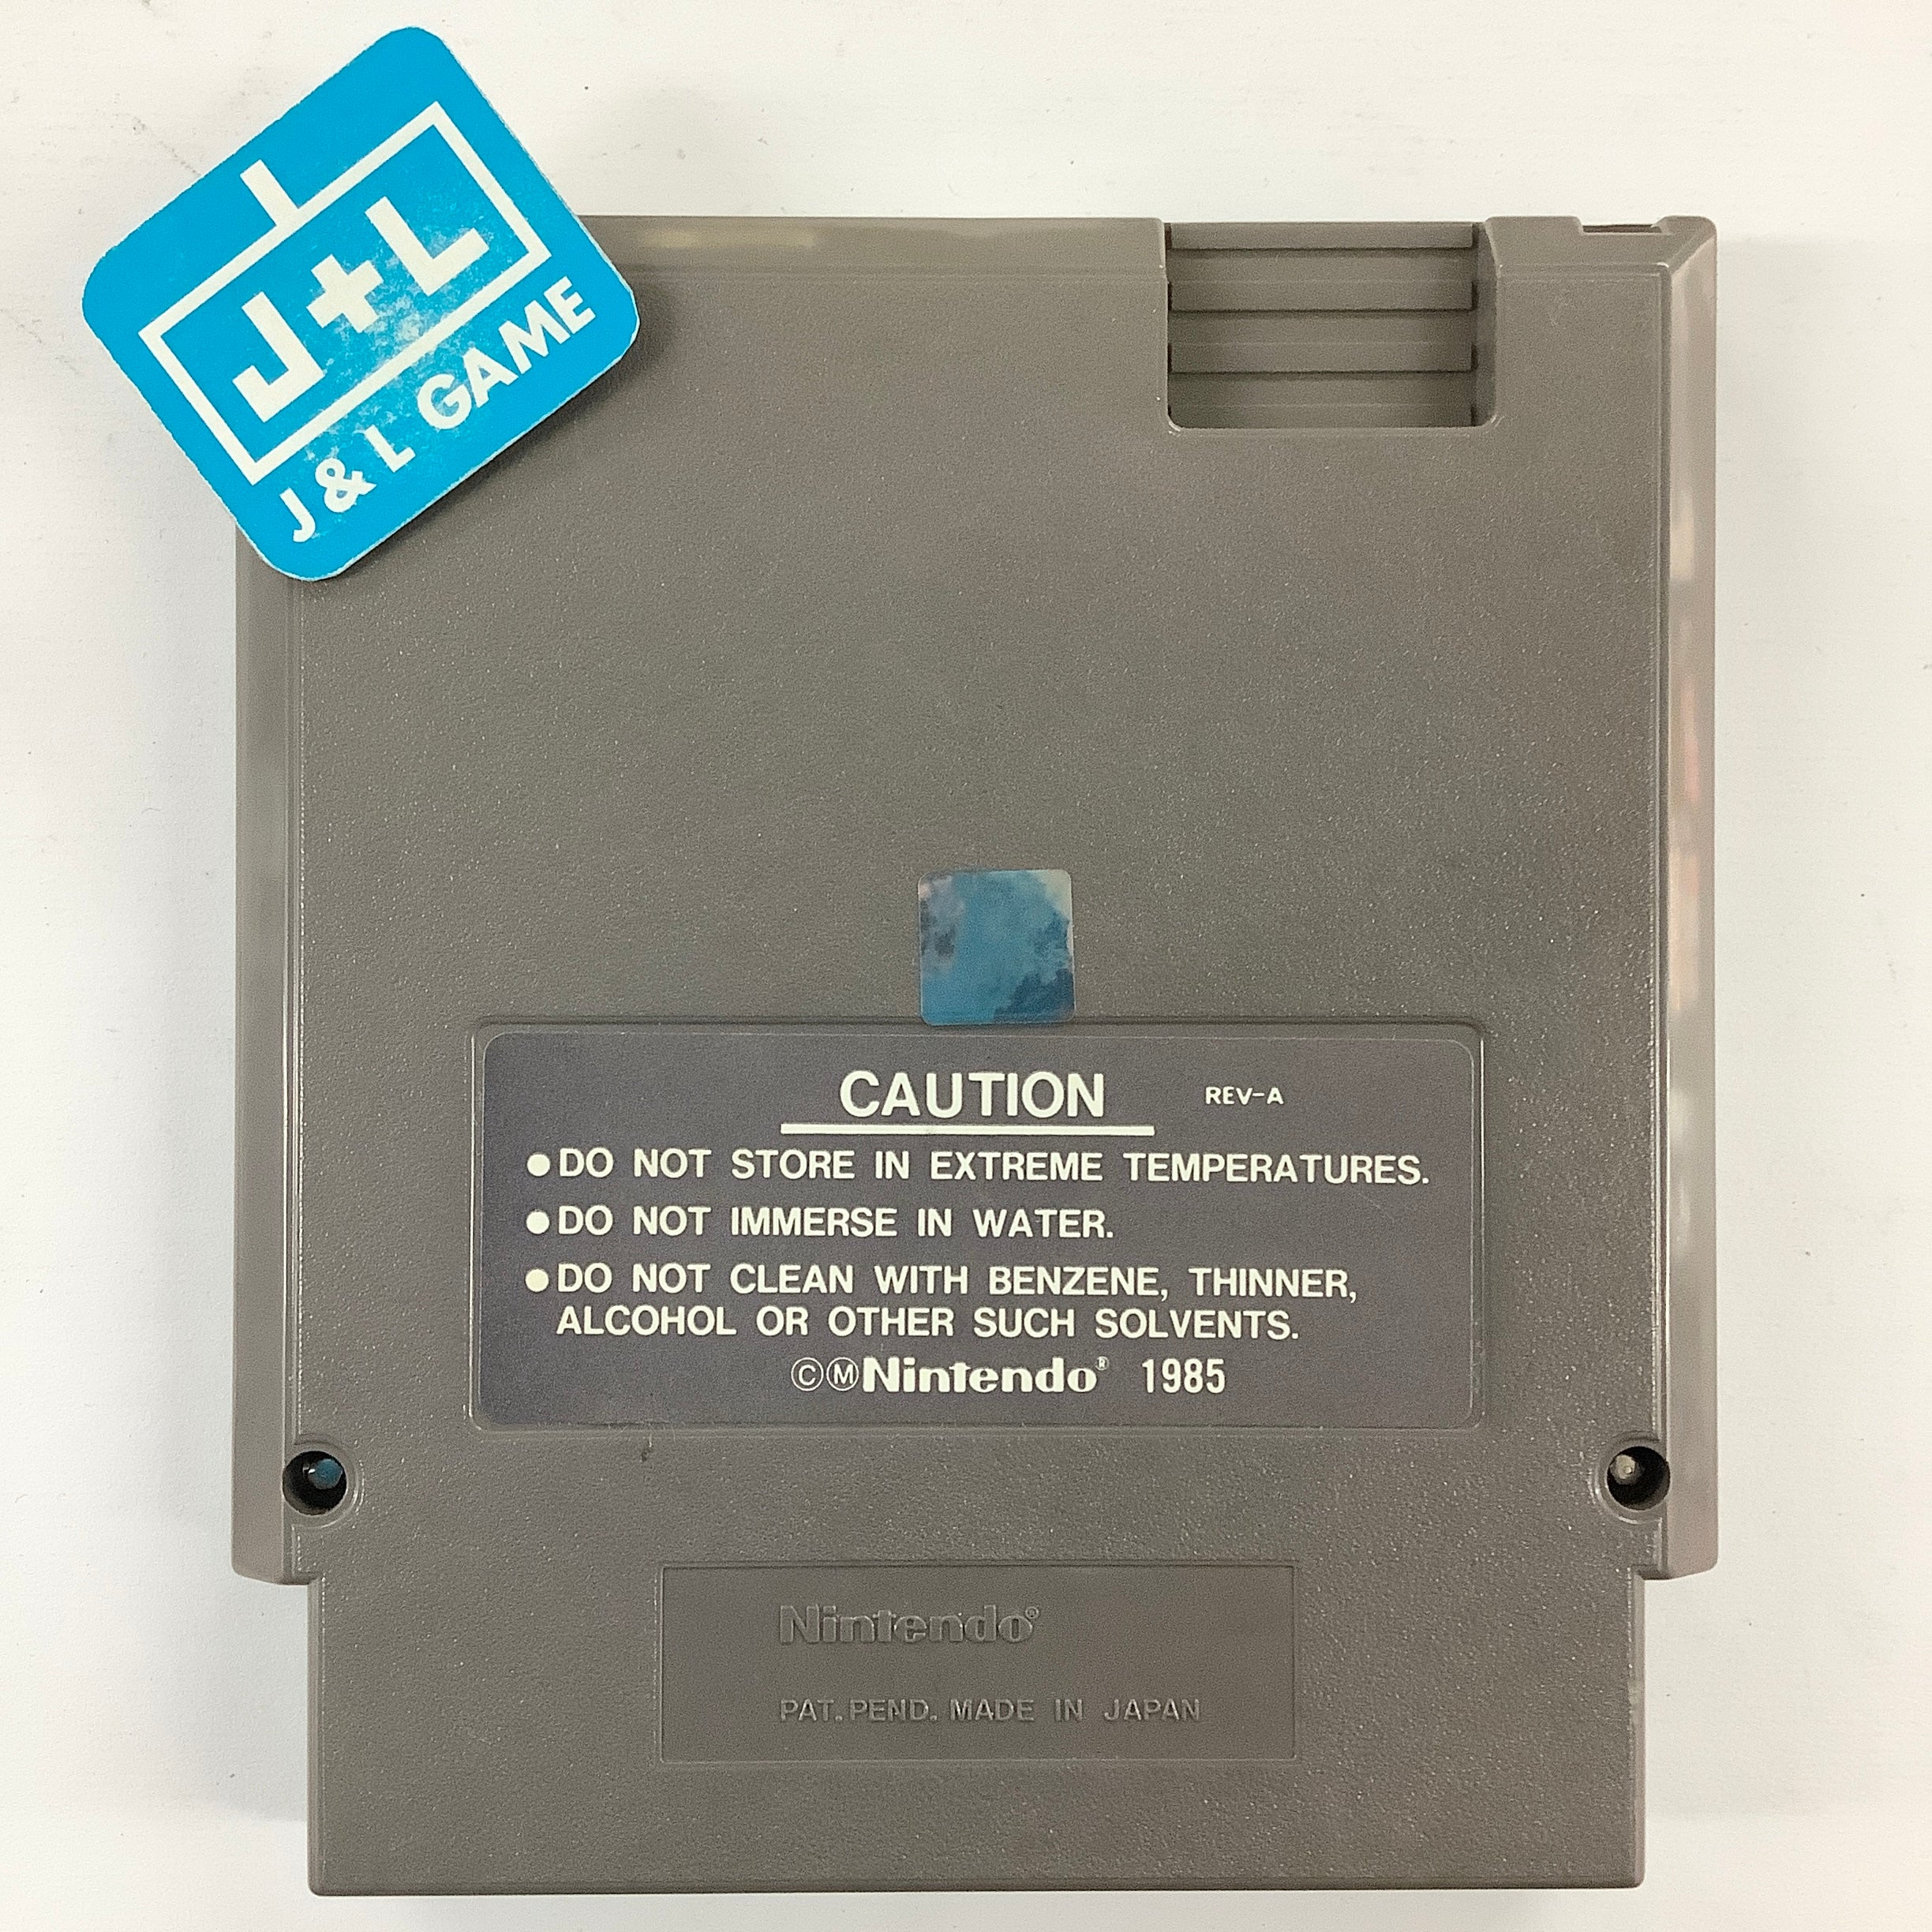 J+L
J & L GAME
CAUTION REV-A
●DO NOT STORE IN EXTREME TEMPERATURES.
●DO NOT IMMERSE IN WATER.
●DO NOT CLEAN WITH BENZENE, THINNER,
ALCOHOL OR OTHER SUCH SOLVENTS.
©ⓂNintendo® 1985
Nintendo®
PAT. PEND. MADE IN JAPAN